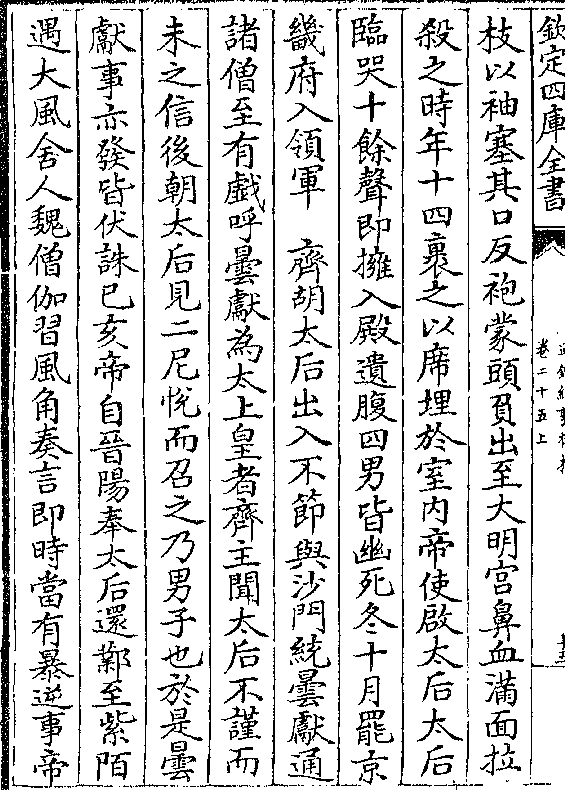 欽定四庫全書
卷二十五上
枝以袖塞其口反袍蒙頭負出至大明宫鼻血滿面拉
殺之時年十四裹之以席埋於室内帝使啟太后太后
臨哭十餘聲即擁入殿遺腹四男皆幽死冬十月罷京
畿府入領軍　齊胡太后出入不節與沙門統曇獻通
諸僧至有戲呼曇獻為太上皇者齊主聞太后不謹而
未之信後朝太后見二尼恱而召之乃男子也於是曇
獻事亦發皆伏誅已亥帝自晉陽奉太后還鄴至紫陌
遇大風舍人魏僧伽習風角奏言即時當有暴逆事帝